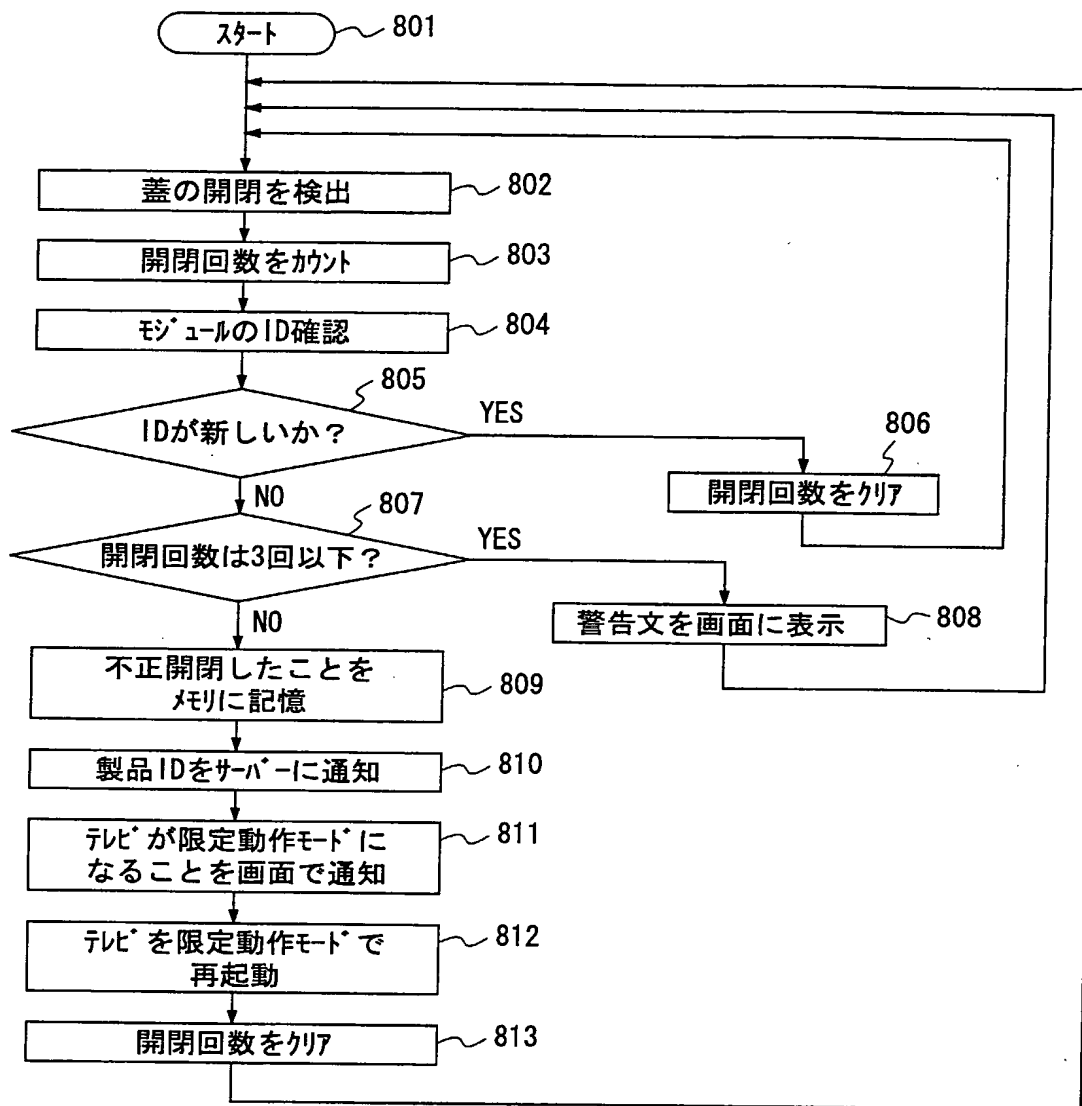 スタート
801
蓋の開閉を検出
802
開閉回数をカウント
803
モジュールのID確認
804
805
IDが新しいか？
YES
806
開閉回数をクリア
NO
807
開閉回数は3回以下？
YES
警告文を画面に表示
808
NO
不正開閉したことを
メモリに記憶
809
製品IDをサーバーに通知
810
テレビが限定動作モードに
なることを画面で通知
811
テレビを限定動作モードで
再起動
812
開閉回数をクリア
813